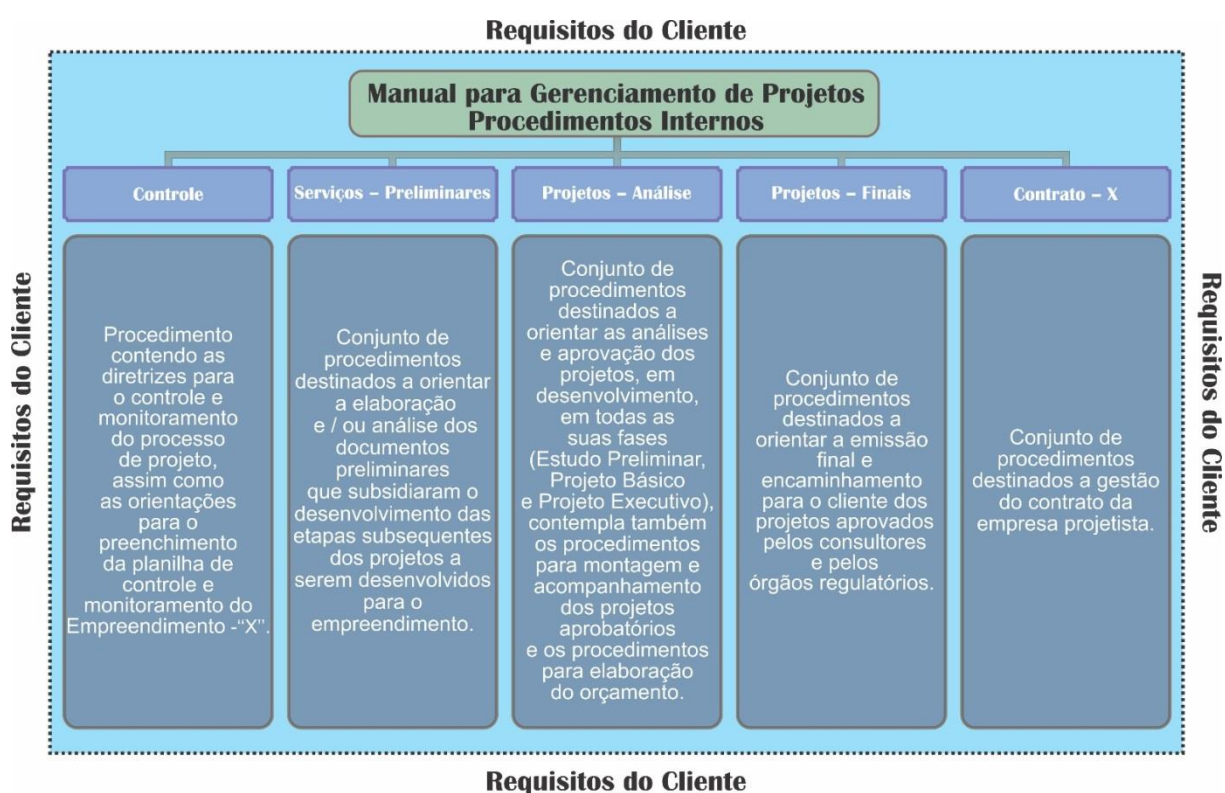 Requisitos do Cliente
Manual para Gerenciamento de Projetos
Procedimentos Internos
Controle
Serviços – Preliminares
Projetos – Análise
Projetos – Finais
Contrato – X
Procedimento
contendo as
diretrizes para
o controle e
monitoramento
do processo
de projeto,
assim como
as orientações
para o
preenchimento
da planilha de
controle e
monitoramento do
Empreendimento -“X”.
Conjunto de
procedimentos
destinados a orientar
a elaboração
e / ou análise dos
documentos
preliminares
que subsidiaram o
desenvolvimento das
etapas subsequentes
dos projetos a
serem desenvolvidos
para o
empreendimento.
Conjunto de
procedimentos
destinados a
orientar as análises
e aprovação dos
projetos, em
desenvolvimento,
em todas as
suas fases
(Estudo Preliminar,
Projeto Básico
e Projeto Executivo),
contempla também
os procedimentos
para montagem e
acompanhamento
dos projetos
aprobatórios
e os procedimentos
para elaboração
do orçamento.
Conjunto de
procedimentos
destinados a
orientar a emissão
final e
encaminhamento
para o cliente dos
projetos aprovados
pelos consultores
e pelos
órgãos regulatórios.
Conjunto de
procedimentos
destinados a gestão
do contrato da
empresa projetista.
Requisitos do Cliente
Requisitos do Cliente
Requisitos do Cliente